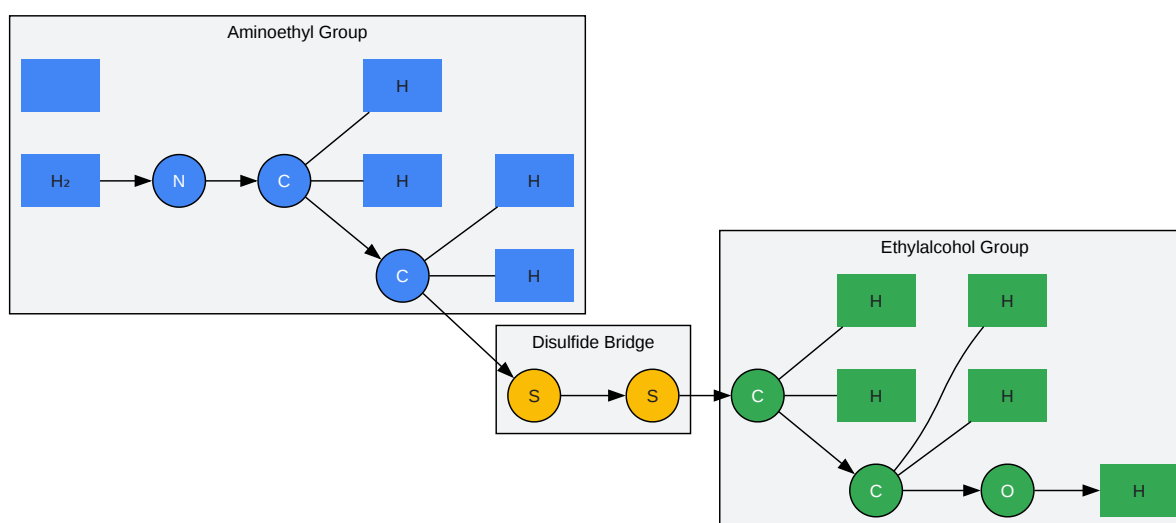 Aminoethyl Group
H
H₂
N
C
H
H
C
H
Disulfide Bridge
S
S
Ethylalcohol Group
H
H
C
H
H
C
O
H